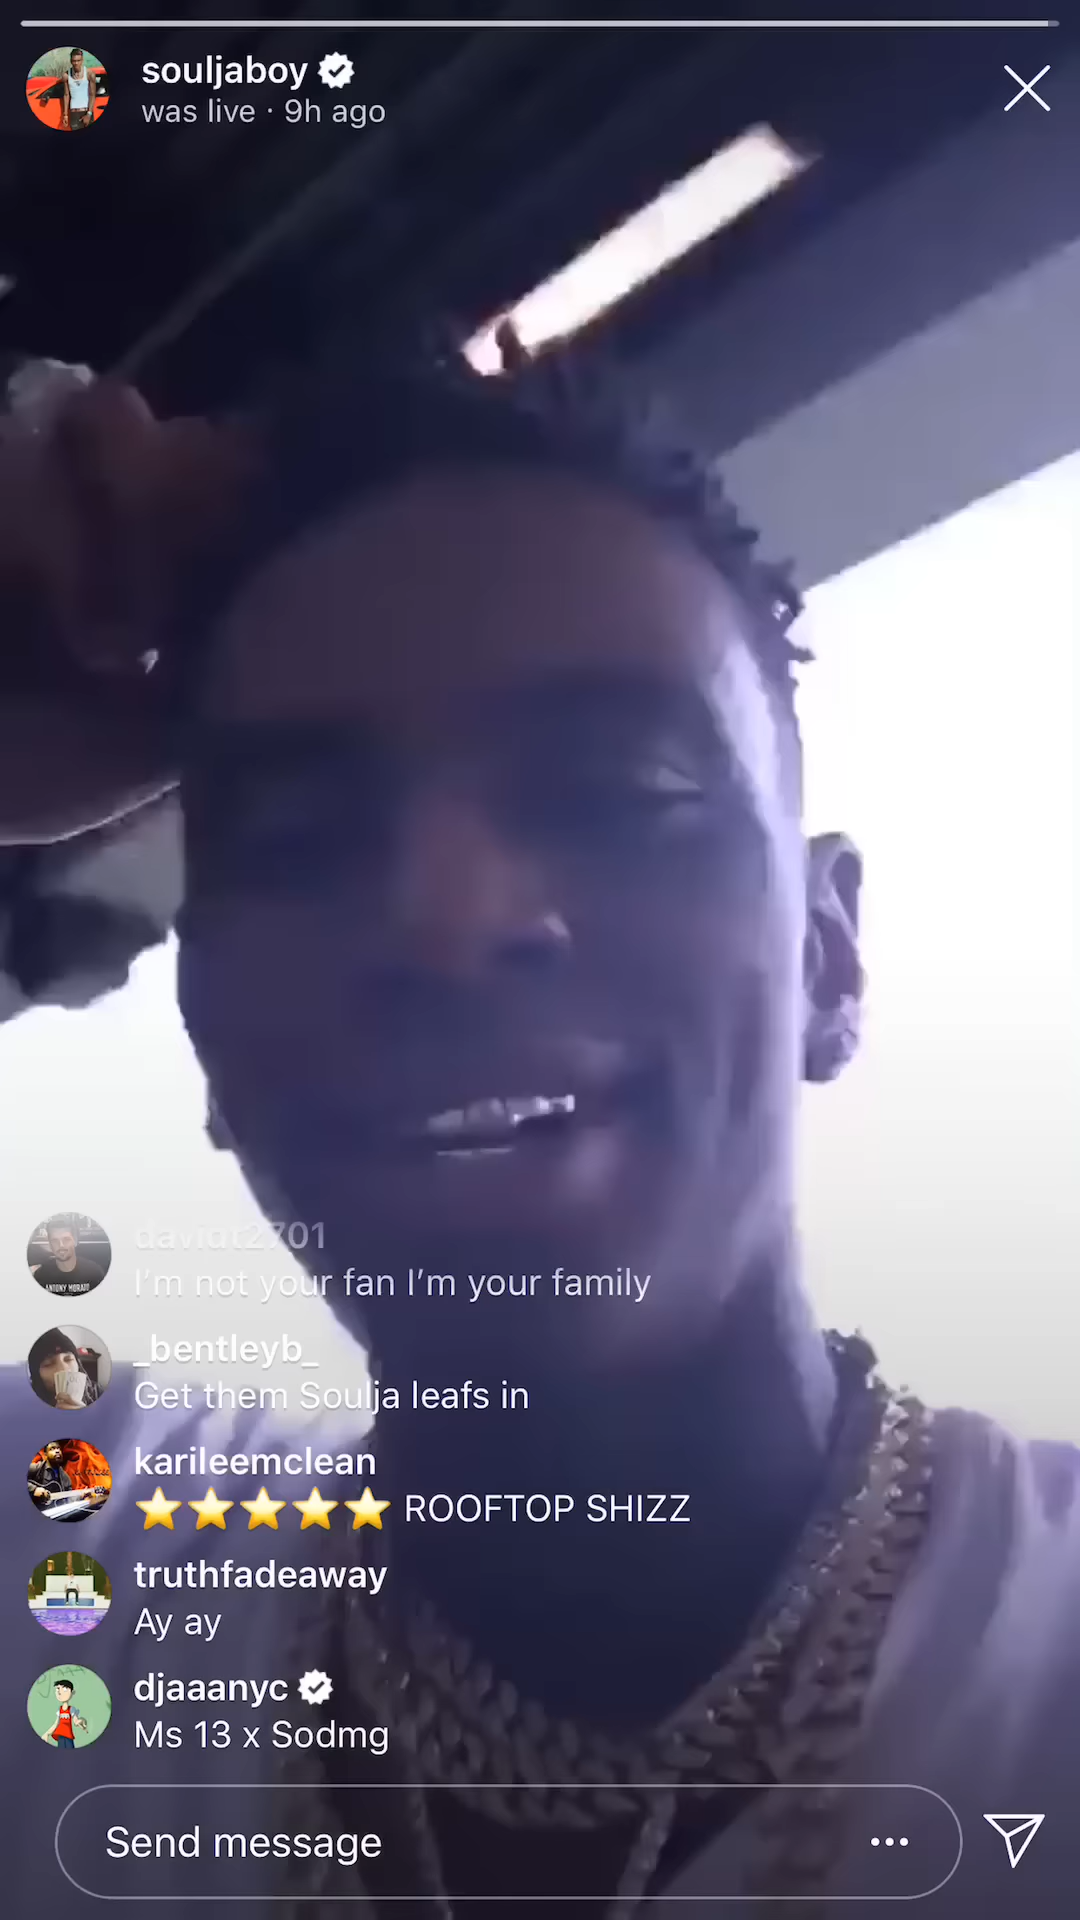 souljaboy
was live · 9h ago
davidt2701
I'm not your fan I'm your family
_bentleyb_
Get them Soulja leafs in
karileemclean
⭐⭐⭐⭐⭐ ROOFTOP SHIZZ
truthfadeaway
Ay ay
djaaanyc
Ms 13 x Sodmg
Send message